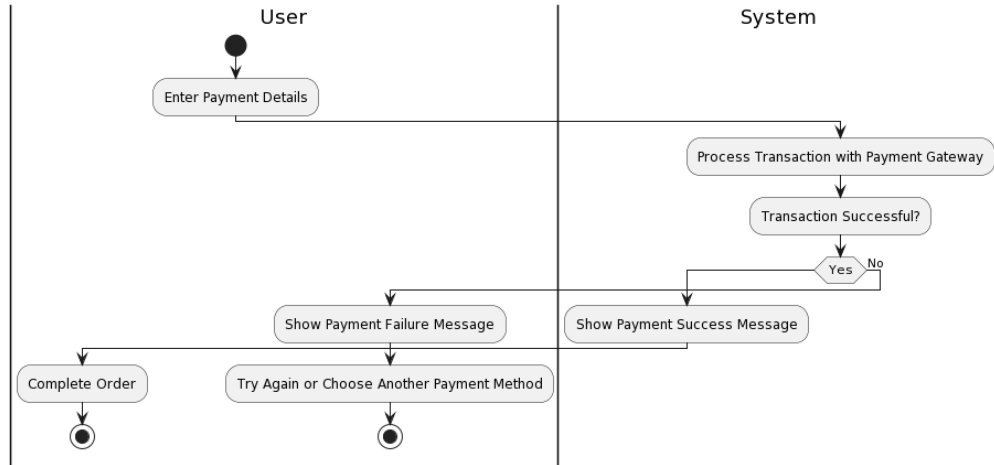 User
System
Enter Payment Details
Process Transaction with Payment Gateway
Transaction Successful?
Yes
No
Show Payment Failure Message
Show Payment Success Message
Complete Order
Try Again or Choose Another Payment Method